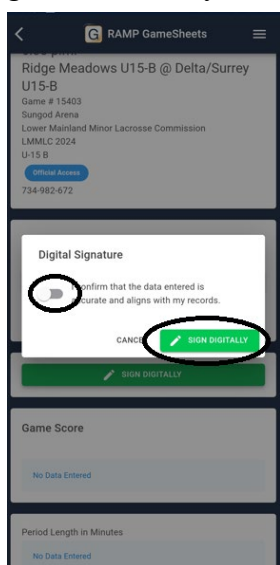 RAMP GameSheets
Ridge Meadows U15-B @ Delta/Surrey
U15-B
Game # 15403
Sungod Arena
Lower Mainland Minor Lacrosse Commission
LMMLC 2024
U-15 B
Official Access
734-982-672
Digital Signature
I confirm that the data entered is
accurate and aligns with my records.
CANCEL
SIGN DIGITALLY
SIGN DIGITALLY
Game Score
No Data Entered
Period Length in Minutes
No Data Entered